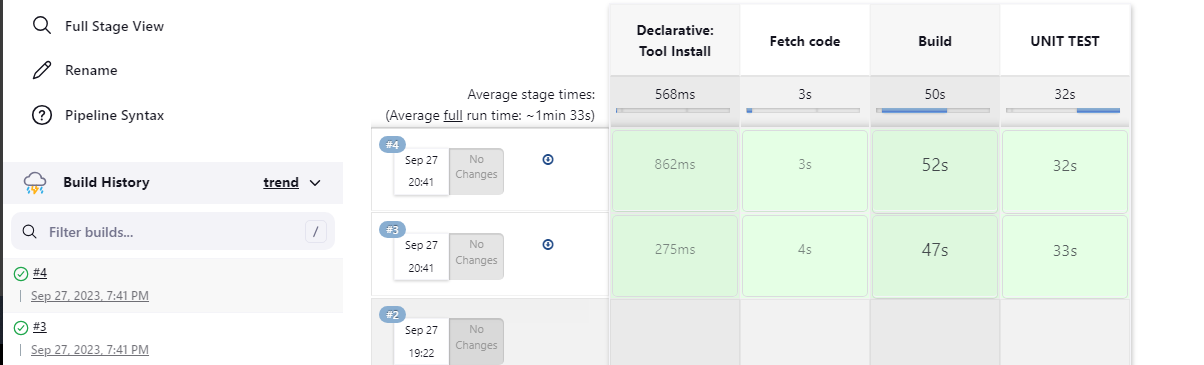 Full Stage View
Rename
Pipeline Syntax
Build History
trend
Filter builds...
/
#4
Sep 27, 2023, 7:41 PM
#3
Sep 27, 2023, 7:41 PM
Declarative:
Tool Install
Fetch code
Build
UNIT TEST
Average stage times:
(Average full run time: ~1min 33s)
568ms
3s
50s
32s
#4
Sep 27
20:41
No
Changes
862ms
3s
52s
32s
#3
Sep 27
20:41
No
Changes
275ms
4s
47s
33s
#2
Sep 27
19:22
No
Changes